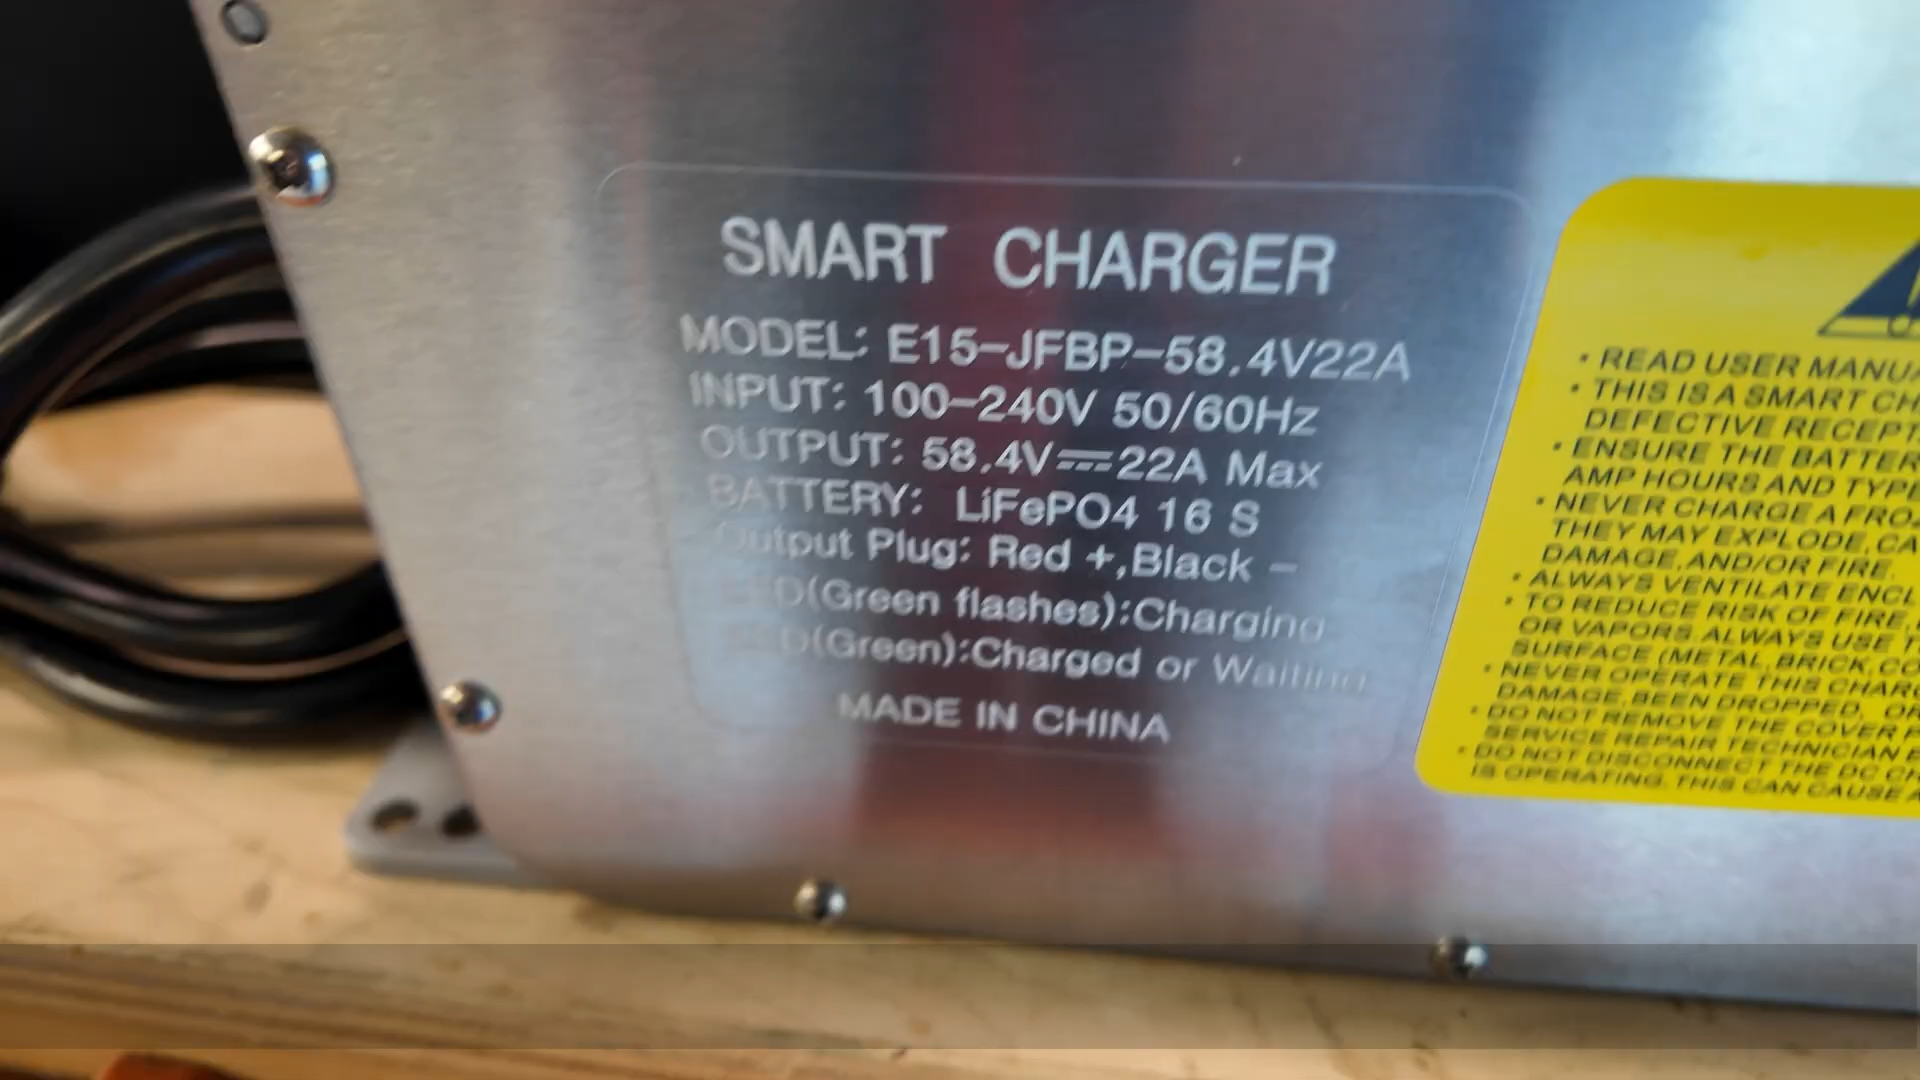 SMART CHARGER
MODEL: E15-JFBP-58.4V22A
INPUT: 100-240V 50/60Hz
OUTPUT: 58.4V⎓22A Max
BATTERY: LiFePO4 16 S
Output Plug: Red +,Black -
LED(Green flashes):Charging
LED(Green):Charged or Waiting
MADE IN CHINA
• READ USER
• THIS IS A SMART
DEFECTIVE
• ENSURE THE
AMP HOURS AND
• NEVER CHARGE A
THEY MAY EXPLODE,
DAMAGE, AND/OR FIRE.
• ALWAYS VENTILATE
• TO REDUCE RISK OF FIRE,
OR VAPORS. ALWAYS USE
SURFACE (METAL, BRICK,
• NEVER OPERATE THIS
DAMAGE, BEEN DROPPED,
• DO NOT REMOVE THE COVER
SERVICE REPAIR TECHNICIAN
• DO NOT DISCONNECT THE DC
IS OPERATING. THIS CAN CAUSE